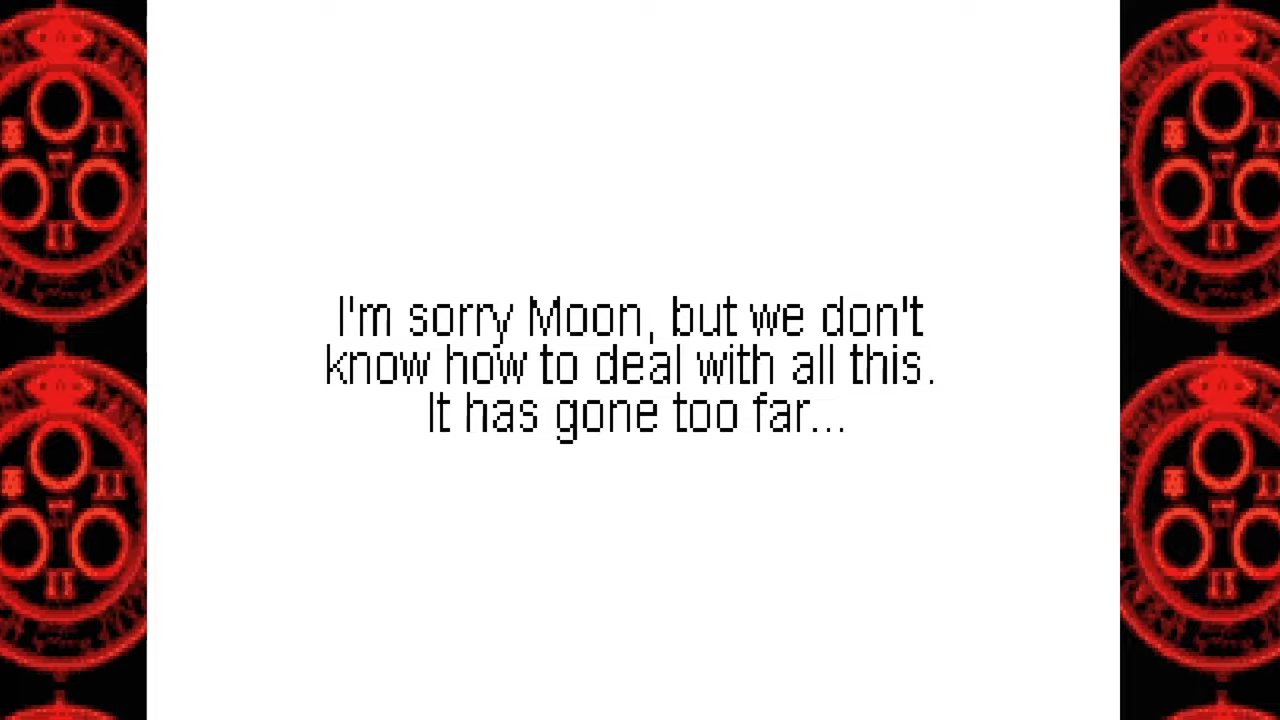 I'm sorry Moon, but we don't
know how to deal with all this.
It has gone too far...